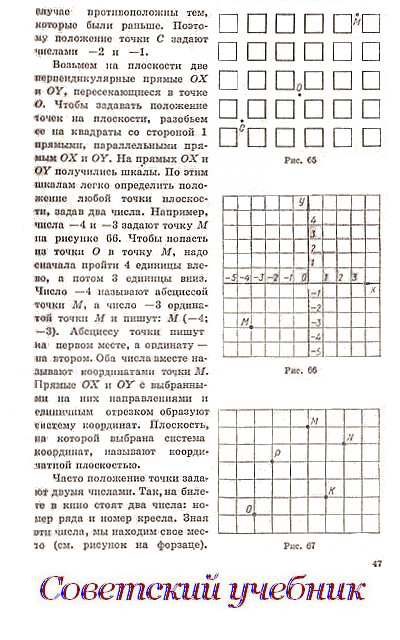 случае противоположны тем,
которые были раньше. Поэто-
му положение точки C задают
числами −2 и −1.
Возьмем на плоскости две
перпендикулярные прямые OX
и OY, пересекающиеся в точке
O. Чтобы задавать положение
точек на плоскости, разобьем
ее на квадраты со стороной 1
прямыми, параллельными пря-
мым OX и OY. На прямых OX и
OY получились шкалы. По этим
шкалам легко определить поло-
жение любой точки плоскос-
ти, задав два числа. Например,
числа −4 и −3 задают точку M
на рисунке 66. Чтобы попасть
из точки O в точку M, надо
сначала пройти 4 единицы вле-
во, а потом 3 единицы вниз.
Число −4 называют абсциссой
точки M, а число −3 ордина-
той точки M и пишут: M (−4;
−3). Абсциссу точки пишут
на первом месте, а ординату —
на втором. Оба числа вместе на-
зывают координатами точки M.
Прямые OX и OY с выбранны-
ми на них направлениями и
единичным отрезком образуют
систему координат. Плоскость,
на которой выбрана система
координат, называют коорди-
натной плоскостью.
Часто положение точки зада-
ют двумя числами. Так, на биле-
те в кино стоят два числа: но-
мер ряда и номер кресла. Зная
эти числа, мы находим свое мес-
то (см. рисунок на форзаце).
M
O
C
Рис. 65
y
4
3
2
1
−5 −4 −3 −2 −1 0 1 2 3 x
−1
−2
M −3
−4
−5
Рис. 66
M
N
P
K
O
Рис. 67
47
Советский учебник